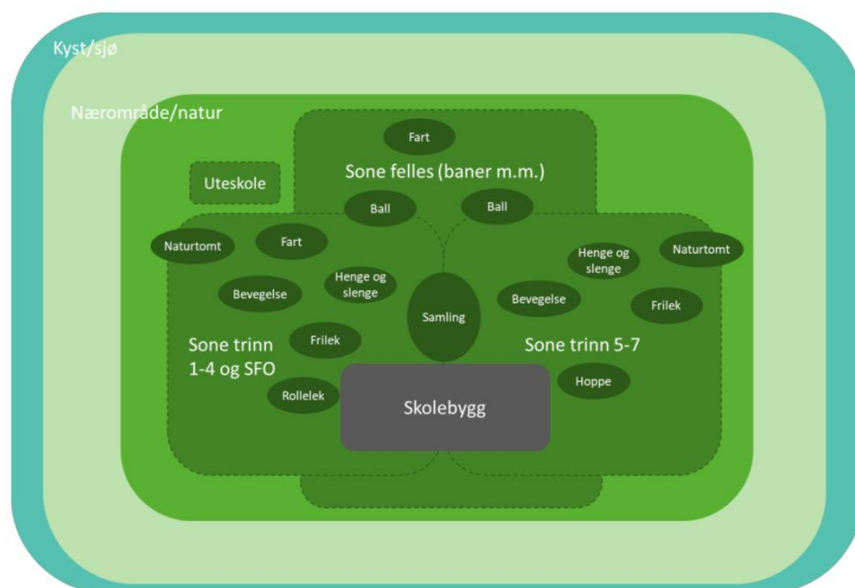 Kyst/sjø
Nærområde/natur
Fart
Sone felles (baner m.m.)
Uteskole
Ball
Ball
Naturtomt
Fart
Henge og
slenge
Naturtomt
Bevegelse
Henge og
slenge
Bevegelse
Frilek
Samling
Sone trinn
1-4 og SFO
Frilek
Sone trinn 5-7
Rollelek
Skolebygg
Hoppe